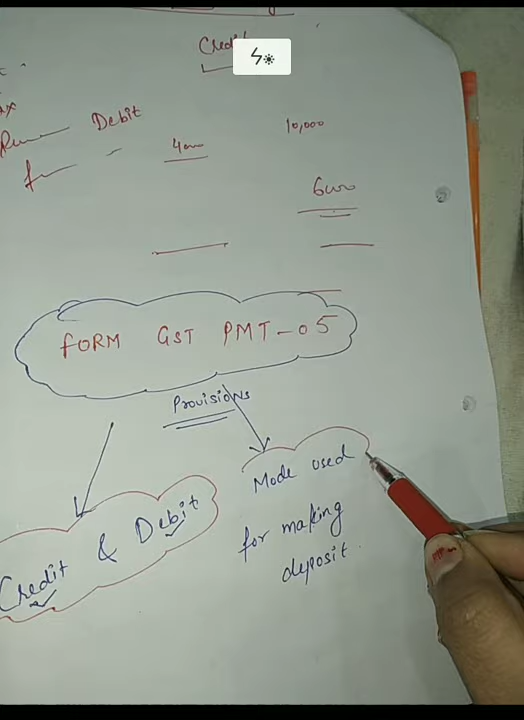 Credit
Debit
4000
10,000
6000
FORM GST PMT-05
Provisions
Credit & Debit
Mode used
for making
deposit.